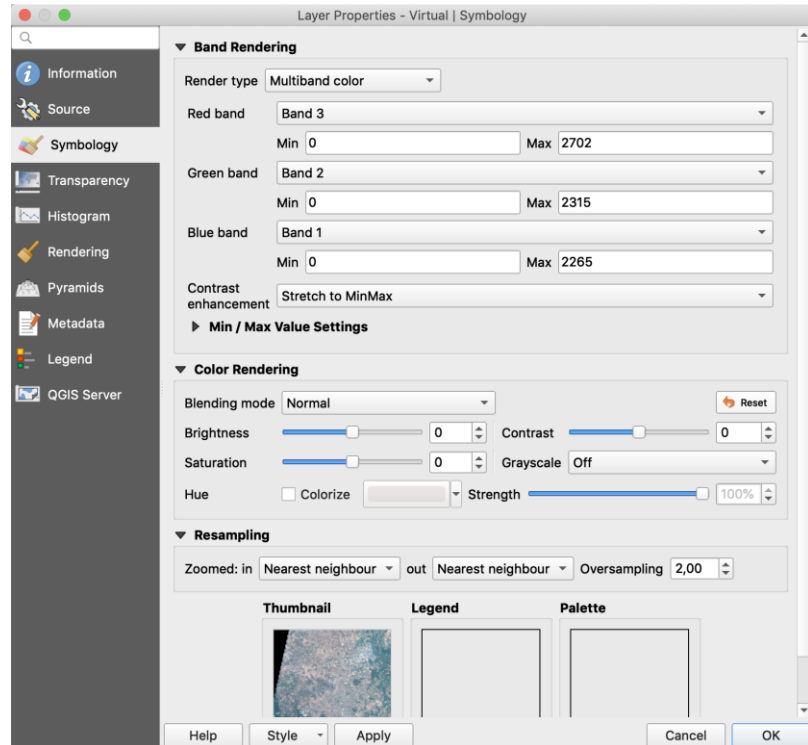 Layer Properties - Virtual | Symbology
Information
Source
Symbology
Transparency
Histogram
Rendering
Pyramids
Metadata
Legend
QGIS Server
Band Rendering
Render type Multiband color
Red band Band 3
Min 0 Max 2702
Green band Band 2
Min 0 Max 2315
Blue band Band 1
Min 0 Max 2265
Contrast
enhancement Stretch to MinMax
Min / Max Value Settings
Color Rendering
Blending mode Normal Reset
Brightness 0 Contrast 0
Saturation 0 Grayscale Off
Hue Colorize Strength 100%
Resampling
Zoomed: in Nearest neighbour out Nearest neighbour Oversampling 2,00
Thumbnail Legend Palette
Help Style Apply Cancel OK